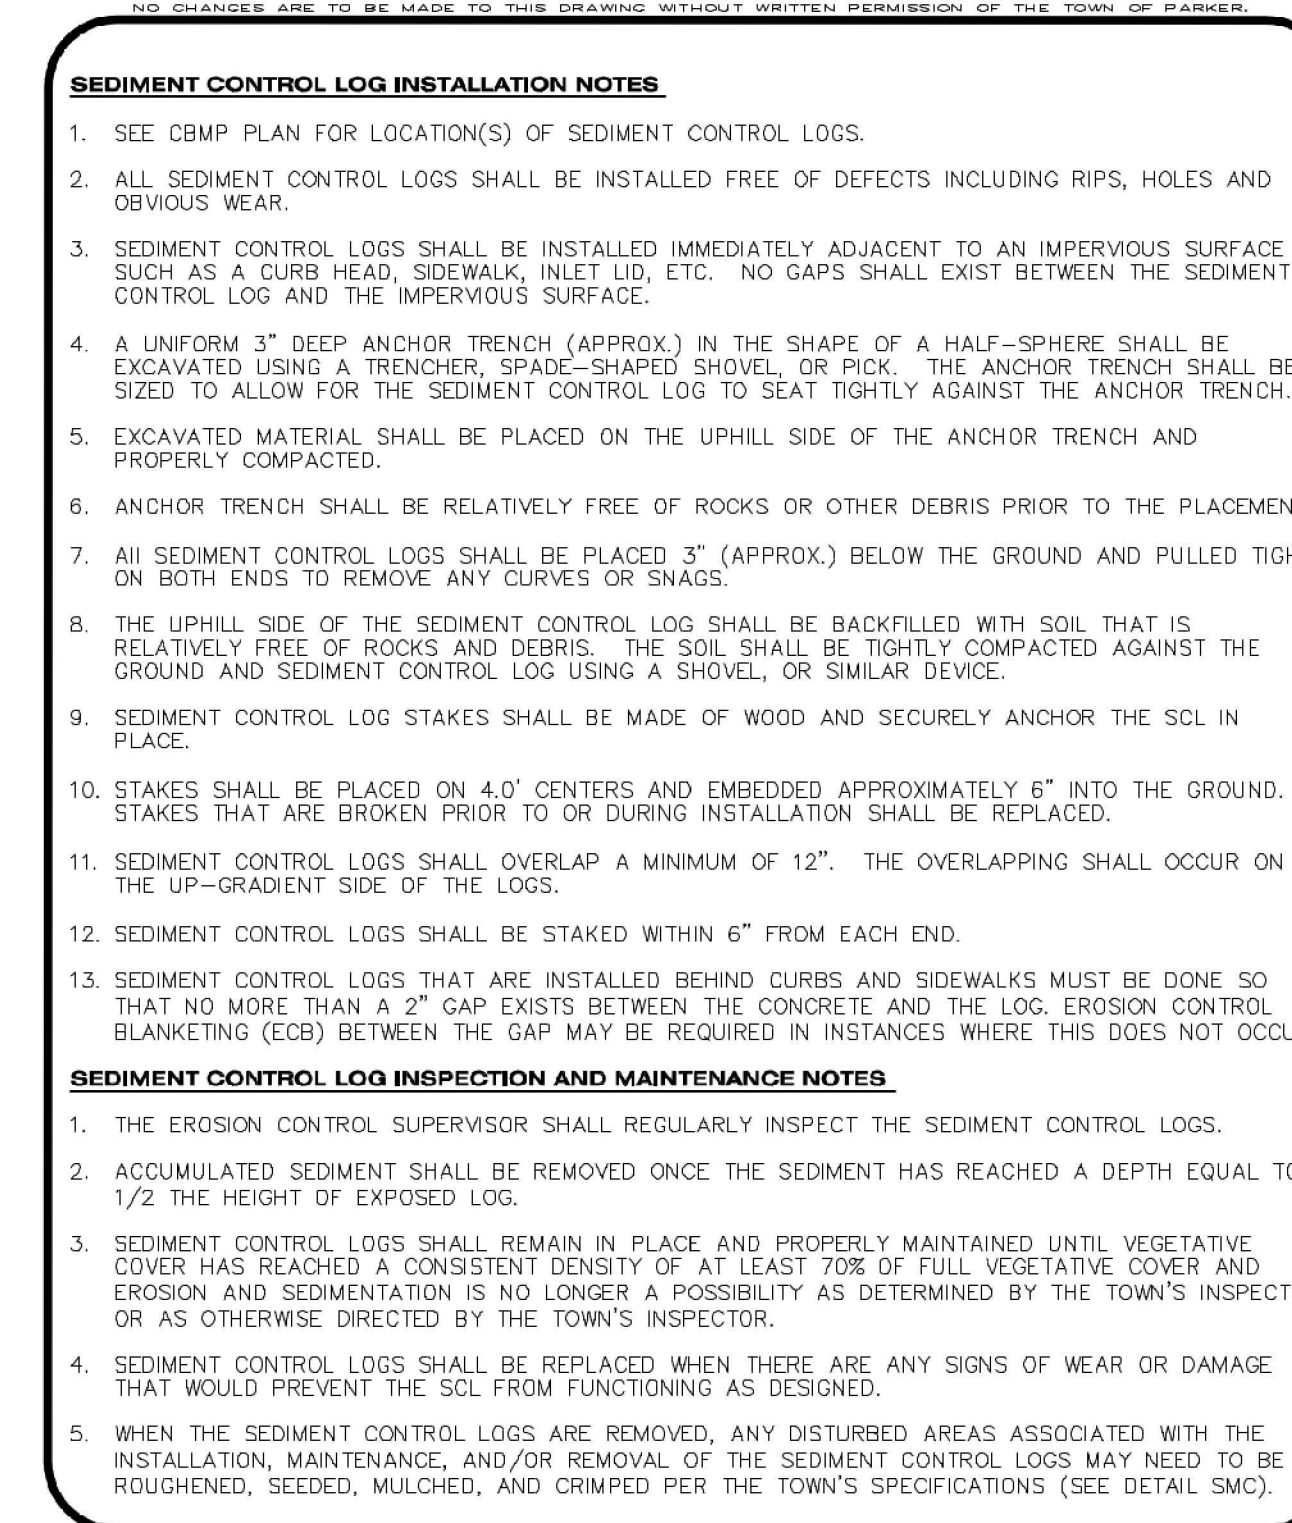 NO CHANGES ARE TO BE MADE TO THIS DRAWING WITHOUT WRITTEN PERMISSION OF THE TOWN OF PARKER.
SEDIMENT CONTROL LOG INSTALLATION NOTES
1. SEE CBMP PLAN FOR LOCATION(S) OF SEDIMENT CONTROL LOGS.
2. ALL SEDIMENT CONTROL LOGS SHALL BE INSTALLED FREE OF DEFECTS INCLUDING RIPS, HOLES AND
OBVIOUS WEAR.
3. SEDIMENT CONTROL LOGS SHALL BE INSTALLED IMMEDIATELY ADJACENT TO AN IMPERVIOUS SURFACE
SUCH AS A CURB HEAD, SIDEWALK, INLET LID, ETC. NO GAPS SHALL EXIST BETWEEN THE SEDIMENT
CONTROL LOG AND THE IMPERVIOUS SURFACE.
4. A UNIFORM 3" DEEP ANCHOR TRENCH (APPROX.) IN THE SHAPE OF A HALF-SPHERE SHALL BE
EXCAVATED USING A TRENCHER, SPADE-SHAPED SHOVEL, OR PICK. THE ANCHOR TRENCH SHALL BE
SIZED TO ALLOW FOR THE SEDIMENT CONTROL LOG TO SEAT TIGHTLY AGAINST THE ANCHOR TRENCH.
5. EXCAVATED MATERIAL SHALL BE PLACED ON THE UPHILL SIDE OF THE ANCHOR TRENCH AND
PROPERLY COMPACTED.
6. ANCHOR TRENCH SHALL BE RELATIVELY FREE OF ROCKS OR OTHER DEBRIS PRIOR TO THE PLACEMEN
7. All SEDIMENT CONTROL LOGS SHALL BE PLACED 3" (APPROX.) BELOW THE GROUND AND PULLED TIGH
ON BOTH ENDS TO REMOVE ANY CURVES OR SNAGS.
8. THE UPHILL SIDE OF THE SEDIMENT CONTROL LOG SHALL BE BACKFILLED WITH SOIL THAT IS
RELATIVELY FREE OF ROCKS AND DEBRIS. THE SOIL SHALL BE TIGHTLY COMPACTED AGAINST THE
GROUND AND SEDIMENT CONTROL LOG USING A SHOVEL, OR SIMILAR DEVICE.
9. SEDIMENT CONTROL LOG STAKES SHALL BE MADE OF WOOD AND SECURELY ANCHOR THE SCL IN
PLACE.
10. STAKES SHALL BE PLACED ON 4.0' CENTERS AND EMBEDDED APPROXIMATELY 6" INTO THE GROUND.
STAKES THAT ARE BROKEN PRIOR TO OR DURING INSTALLATION SHALL BE REPLACED.
11. SEDIMENT CONTROL LOGS SHALL OVERLAP A MINIMUM OF 12". THE OVERLAPPING SHALL OCCUR ON
THE UP-GRADIENT SIDE OF THE LOGS.
12. SEDIMENT CONTROL LOGS SHALL BE STAKED WITHIN 6" FROM EACH END.
13. SEDIMENT CONTROL LOGS THAT ARE INSTALLED BEHIND CURBS AND SIDEWALKS MUST BE DONE SO
THAT NO MORE THAN A 2" GAP EXISTS BETWEEN THE CONCRETE AND THE LOG. EROSION CONTROL
BLANKETING (ECB) BETWEEN THE GAP MAY BE REQUIRED IN INSTANCES WHERE THIS DOES NOT OCCU
SEDIMENT CONTROL LOG INSPECTION AND MAINTENANCE NOTES
1. THE EROSION CONTROL SUPERVISOR SHALL REGULARLY INSPECT THE SEDIMENT CONTROL LOGS.
2. ACCUMULATED SEDIMENT SHALL BE REMOVED ONCE THE SEDIMENT HAS REACHED A DEPTH EQUAL TO
1/2 THE HEIGHT OF EXPOSED LOG.
3. SEDIMENT CONTROL LOGS SHALL REMAIN IN PLACE AND PROPERLY MAINTAINED UNTIL VEGETATIVE
COVER HAS REACHED A CONSISTENT DENSITY OF AT LEAST 70% OF FULL VEGETATIVE COVER AND
EROSION AND SEDIMENTATION IS NO LONGER A POSSIBILITY AS DETERMINED BY THE TOWN'S INSPECT
OR AS OTHERWISE DIRECTED BY THE TOWN'S INSPECTOR.
4. SEDIMENT CONTROL LOGS SHALL BE REPLACED WHEN THERE ARE ANY SIGNS OF WEAR OR DAMAGE
THAT WOULD PREVENT THE SCL FROM FUNCTIONING AS DESIGNED.
5. WHEN THE SEDIMENT CONTROL LOGS ARE REMOVED, ANY DISTURBED AREAS ASSOCIATED WITH THE
INSTALLATION, MAINTENANCE, AND/OR REMOVAL OF THE SEDIMENT CONTROL LOGS MAY NEED TO BE
ROUGHENED, SEEDED, MULCHED, AND CRIMPED PER THE TOWN'S SPECIFICATIONS (SEE DETAIL SMC).